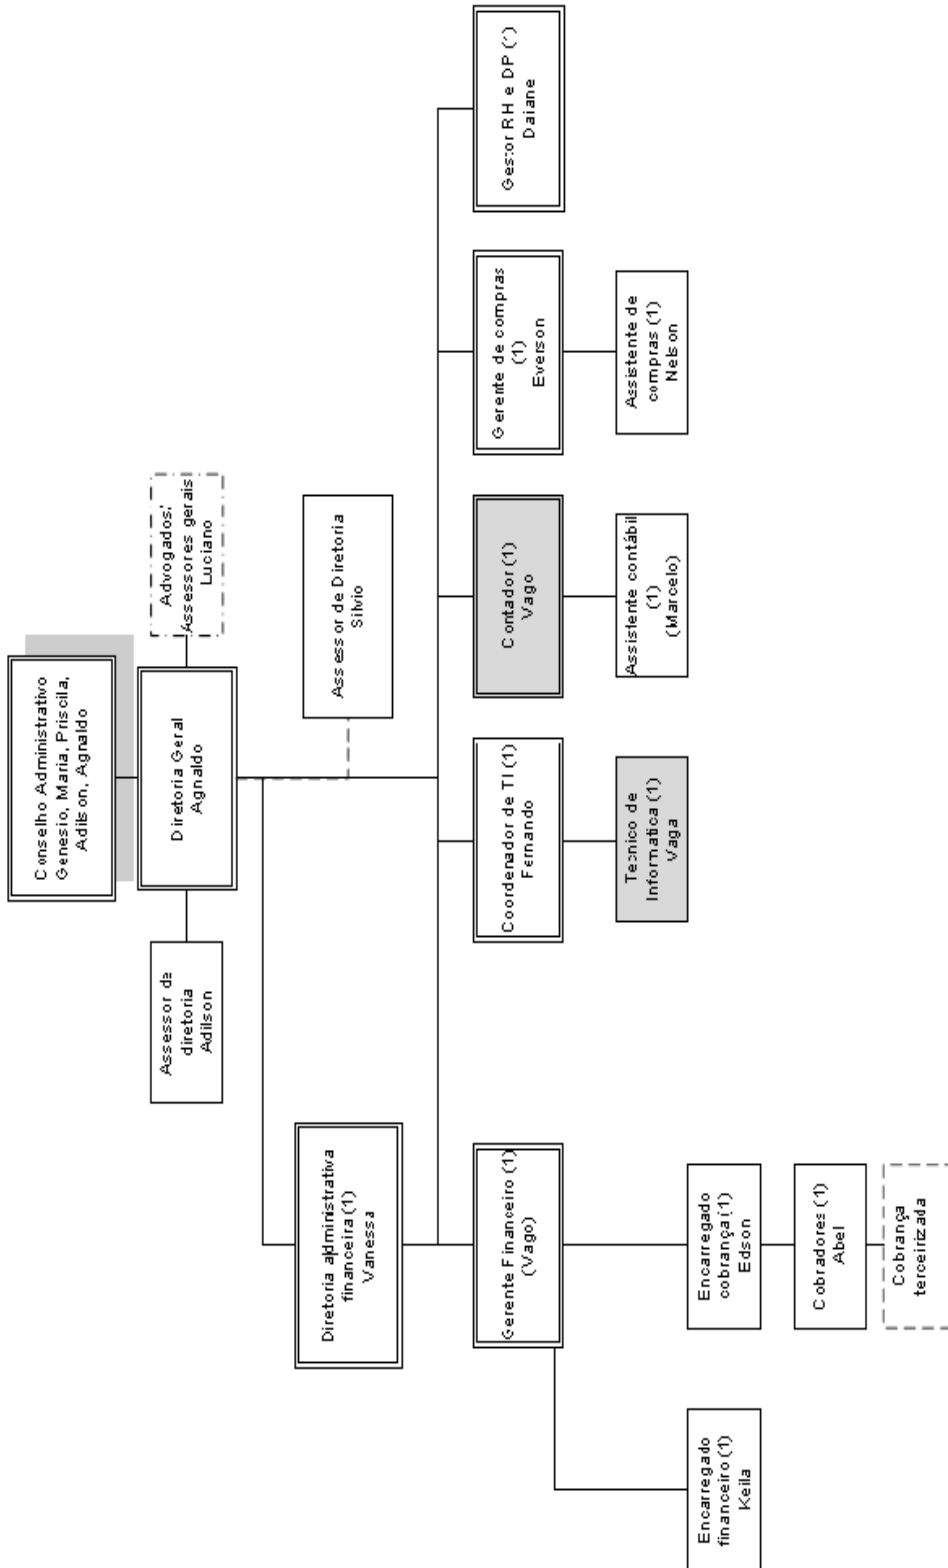 Conselho Administrativo
Genesio, Maria, Priscila,
Adilson, Agnaldo
Assessor de
diretoria
Adilson
Diretoria Geral
Agnaldo
Advogados/
Assessores gerais
Luciano
Diretoria administrativa
financeira (1)
Vanessa
Assessor de Diretoria
Silvio
Gerente Financeiro (1)
(Vago)
Coordenador de TI (1)
Fernando
Contador (1)
Vago
Gerente de compras
(1)
Everson
Gestor RH e DP (1)
Daiane
Tecnico de
Informatica (1)
Vaga
Assistente contábil
(1)
(Marcelo)
Assistente de
compras (1)
Nelson
Encarregado
financeiro (1)
Keila
Encarregado
cobrança (1)
Edson
Cobradores (1)
Abel
Cobrança
terceirizada